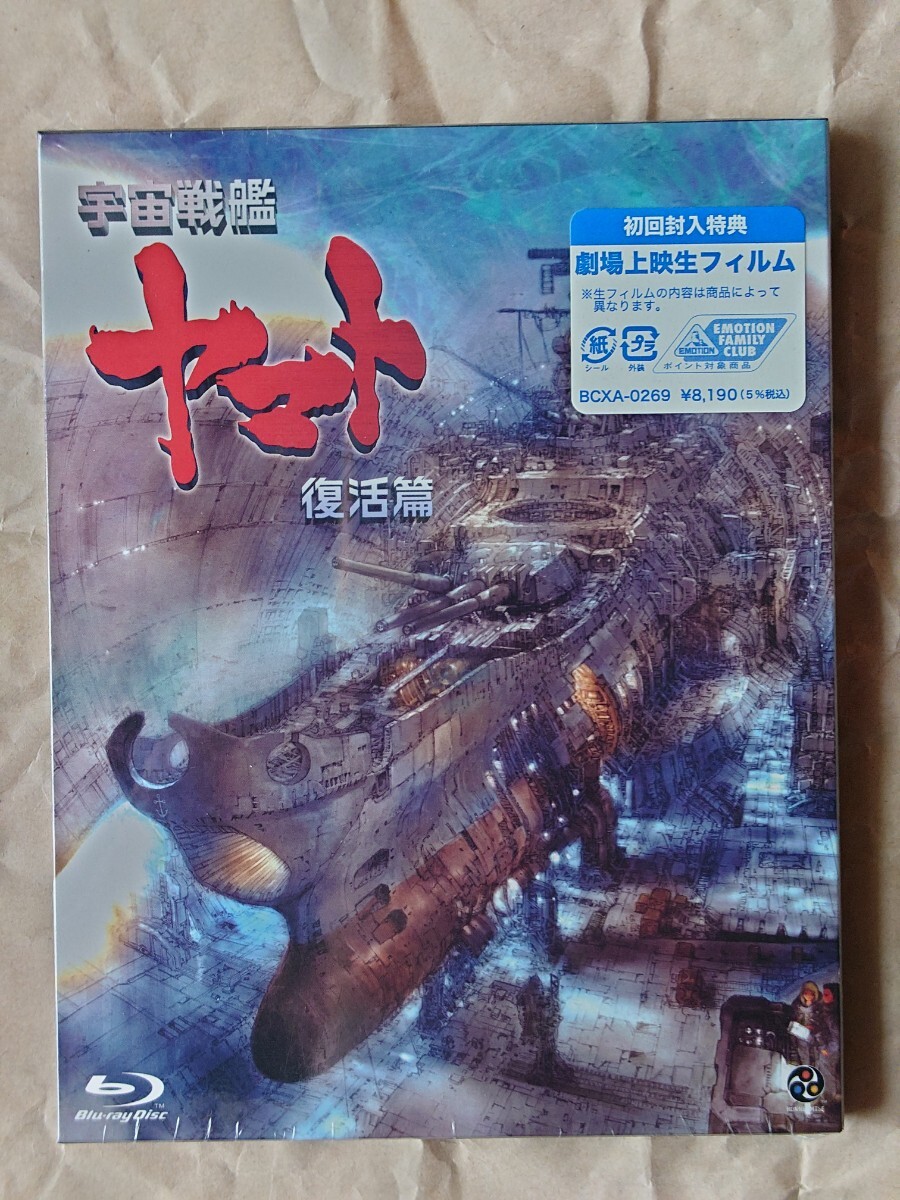 宇宙戦艦
ヤマト
復活篇
初回封入特典
劇場上映生フィルム
※生フィルムの内容は商品によって
異なります。
紙
シール
プラ
外装
EMOTION
EMOTION
FAMILY
CLUB
ポイント対象商品
BCXA-0269 ¥8,190(5%税込)
Blu-ray Disc™